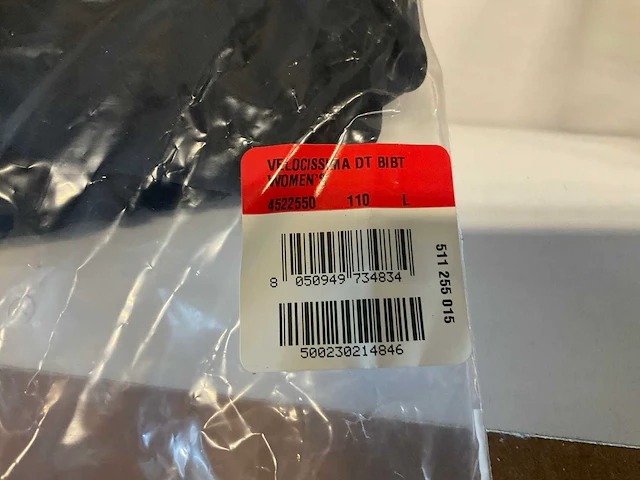 VELOCISSIMA DT BIBT
WOMEN'S
4522550 110 L
8 050949 734834
500230214846
511 255 015